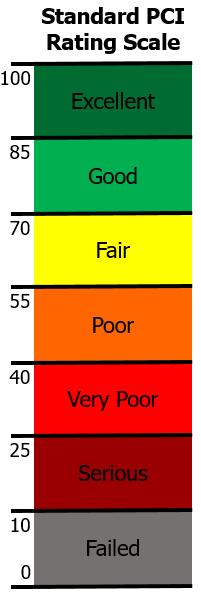 Standard PCI
Rating Scale
100
Excellent
85
Good
70
Fair
55
Poor
40
Very Poor
25
Serious
10
Failed
0